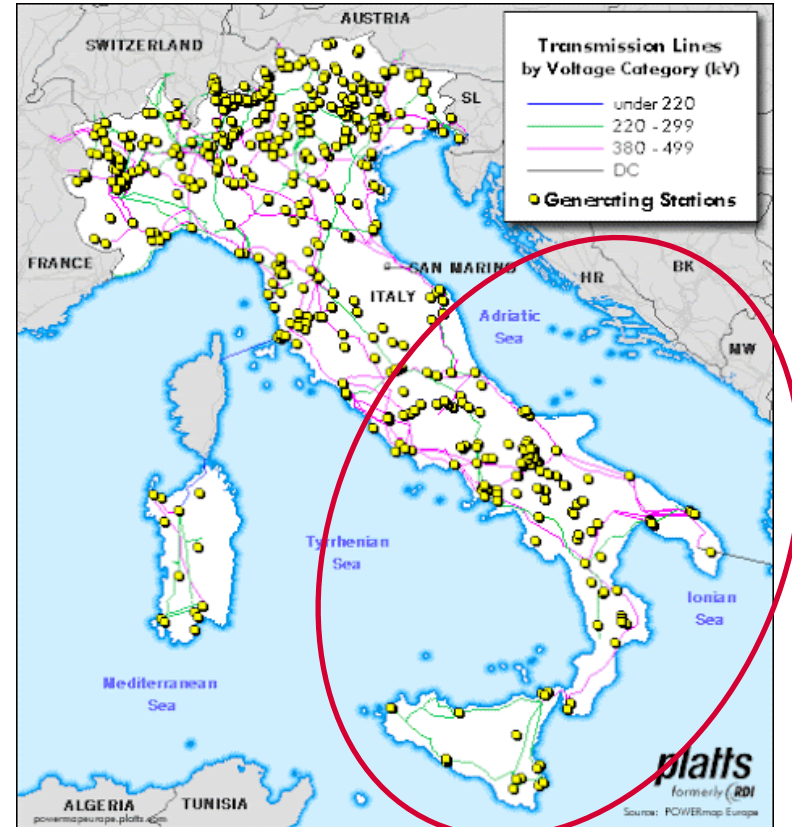 AUSTRIA
SWITZERLAND
Transmission Lines
by Voltage Category (kV)
SL
under 220
220 - 299
380 - 499
DC
Generating Stations
FRANCE
SAN MARINO
HR
BK
ITALY
Adriatic
Sea
MW
Tyrrhenian
Sea
Ionian
Sea
Mediterranean
Sea
platts
formerly RDI
ALGERIA
TUNISIA
powermapeurope.platts.com
Source: POWERmap Europe